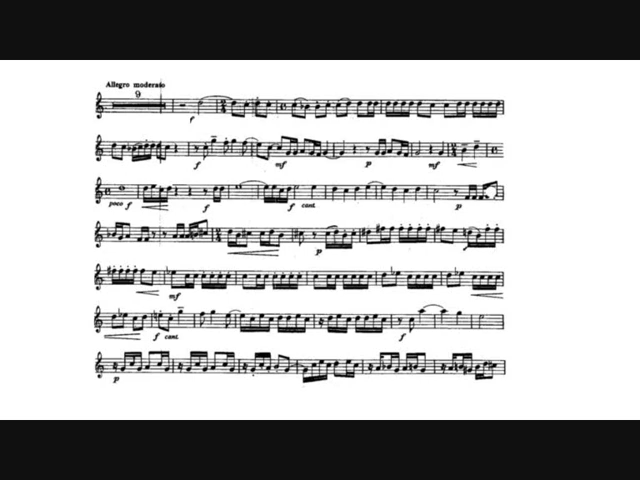 Allegro moderato
9
f
f mf p mf
poco f f f cant. p
p
mf
f cant. f
p